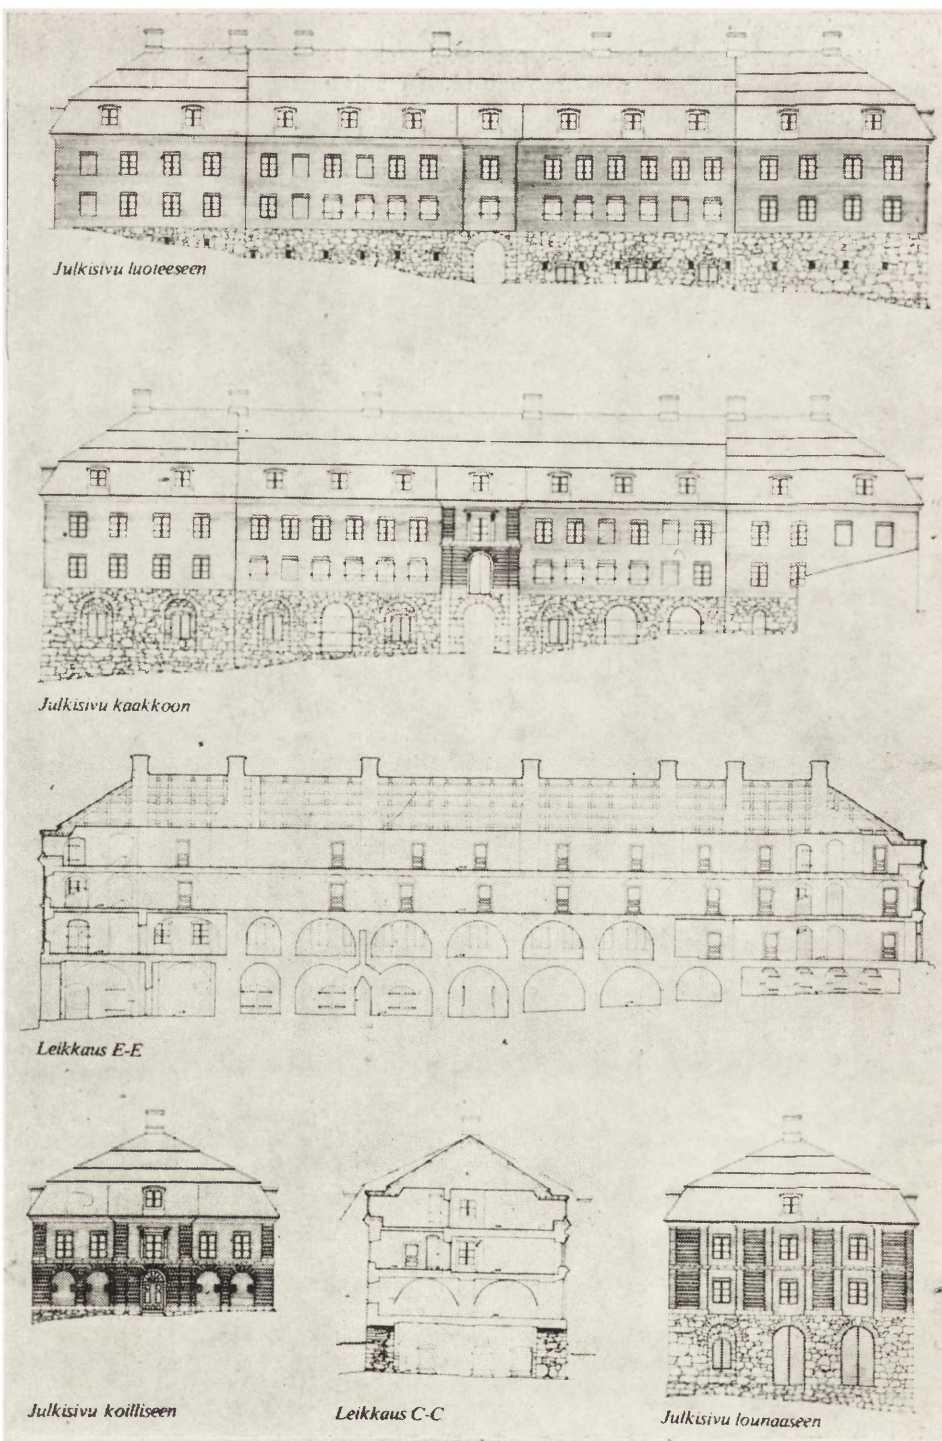 Julkisivu luoteeseen
Julkisivu kaakkoon
Leikkaus E-E
Julkisivu koilliseen
Leikkaus C-C
Julkisivu lounaaseen